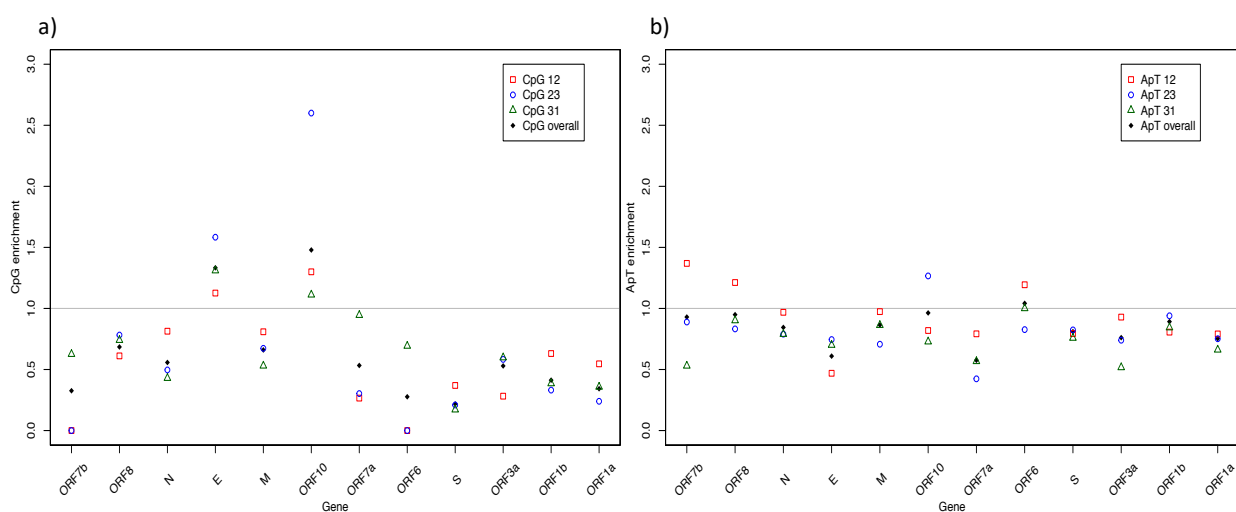 a)
CpG enrichment
3.0
2.5
2.0
1.5
1.0
0.5
0.0
CpG 12
CpG 23
CpG 31
CpG overall
ORF7b
ORF8
N
E
M
ORF10
ORF7a
ORF6
S
ORF3a
ORF1b
ORF1a
Gene
b)
ApT enrichment
3.0
2.5
2.0
1.5
1.0
0.5
0.0
ApT 12
ApT 23
ApT 31
ApT overall
ORF7b
ORF8
N
E
M
ORF10
ORF7a
ORF6
S
ORF3a
ORF1b
ORF1a
Gene